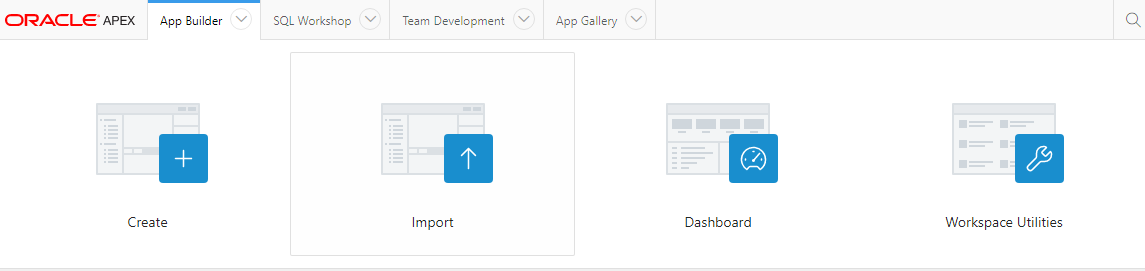 ORACLE APEX App Builder SQL Workshop Team Development App Gallery
Create Import Dashboard Workspace Utilities